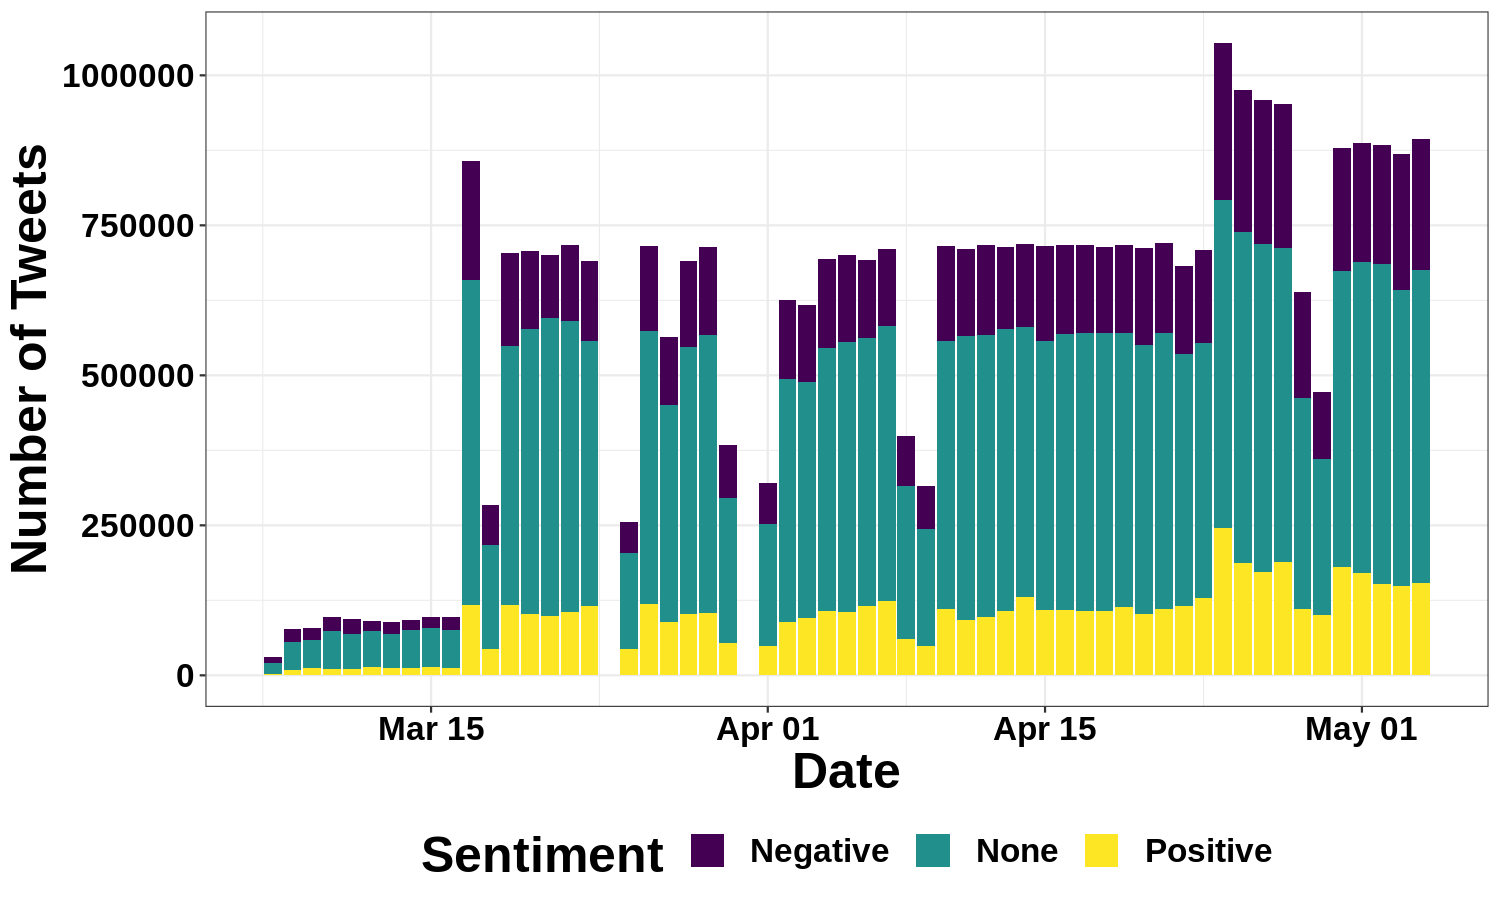 Number of Tweets
1000000
750000
500000
250000
0
Mar 15 Apr 01 Apr 15 May 01
Date
Sentiment Negative None Positive